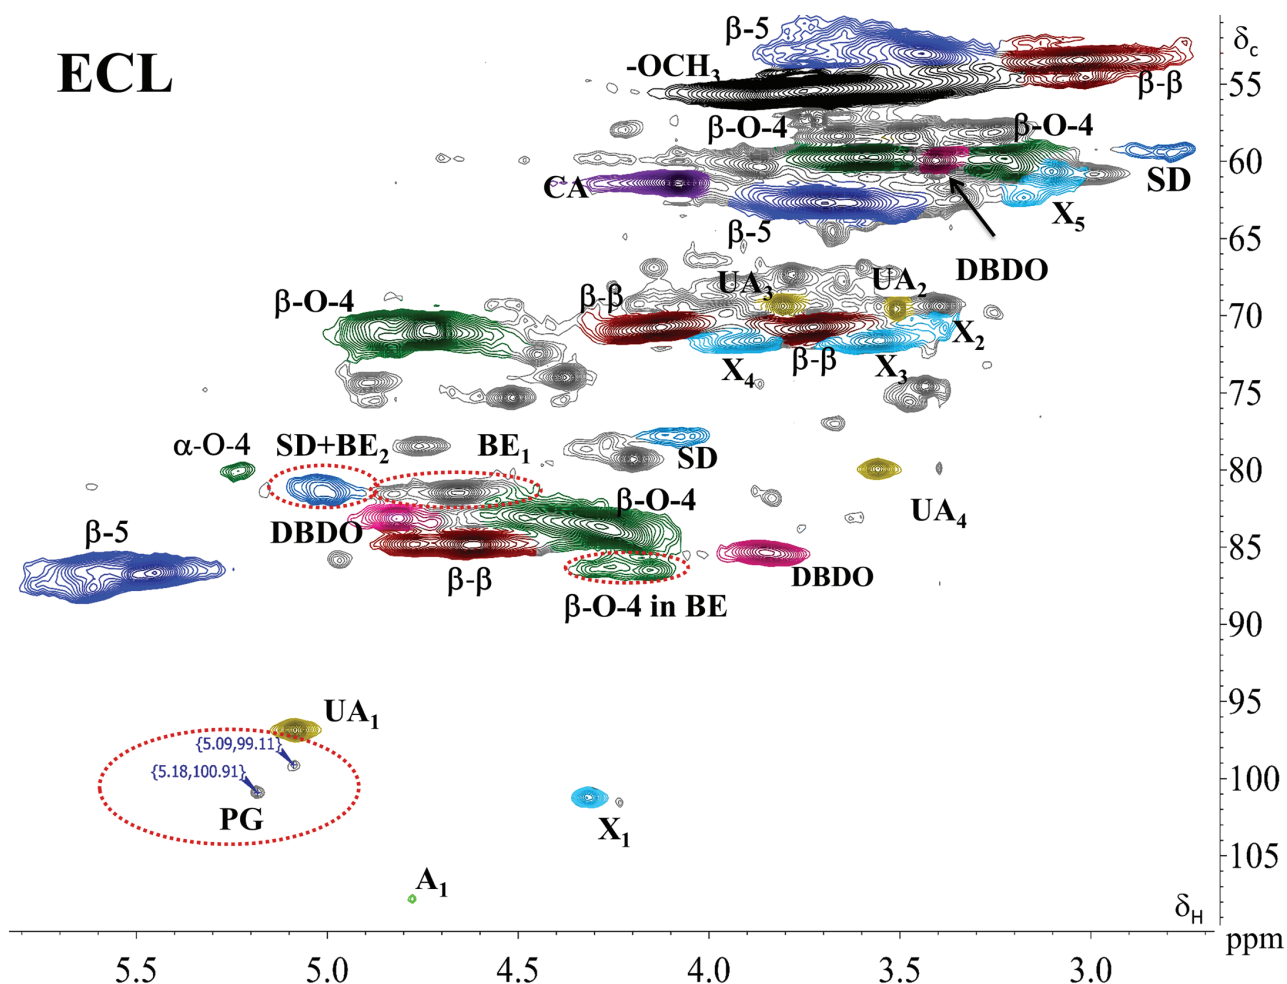 ECL
β-5
δc
-OCH3
55
β-β
β-O-4
β-O-4
60
CA
SD
X5
β-5
65
DBDO
UA3
UA2
β-O-4
β-β
70
X2
X4
β-β
X3
75
α-O-4
SD+BE2
BE1
SD
80
β-O-4
UA4
β-5
DBDO
85
β-β
DBDO
β-O-4 in BE
90
UA1
95
{5.09,99.11}
{5.18,100.91}
100
PG
X1
105
A1
δH
ppm
5.5 5.0 4.5 4.0 3.5 3.0